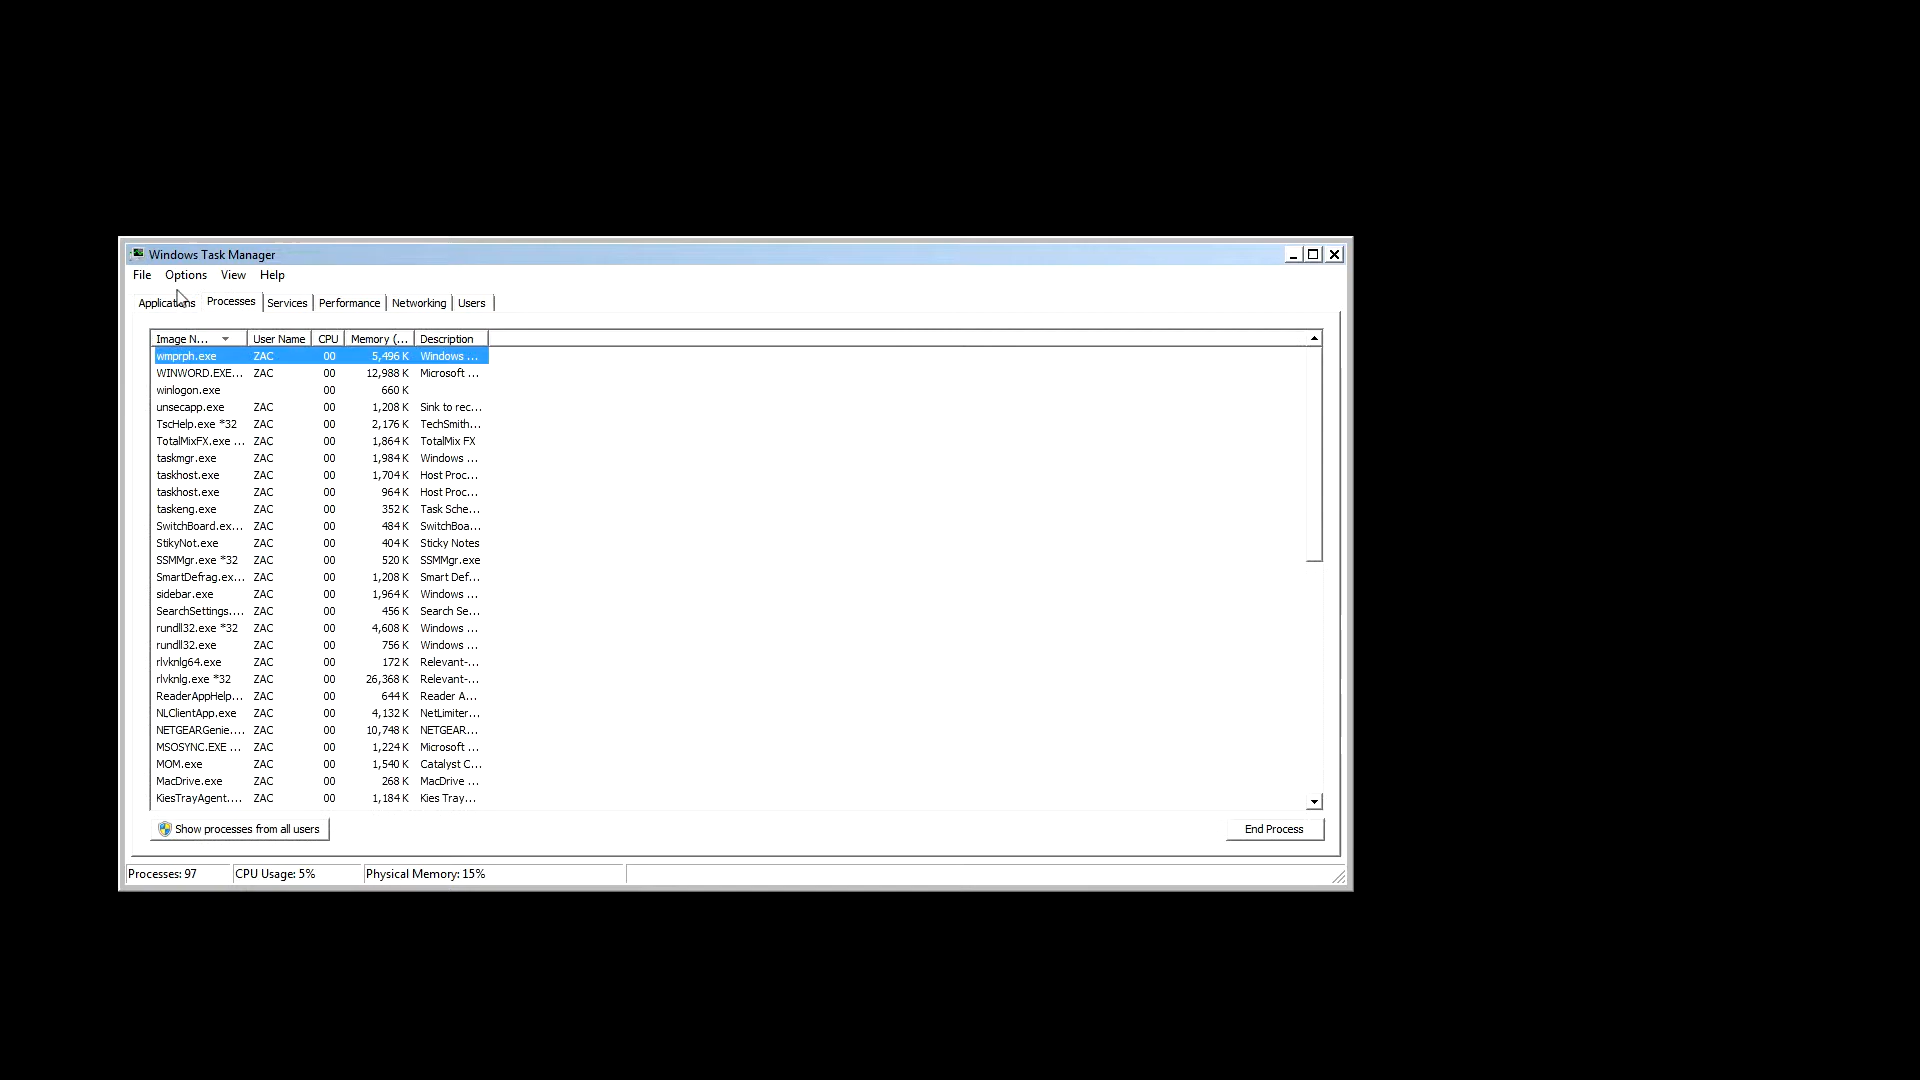 Windows Task Manager
File Options View Help
Applications Processes Services Performance Networking Users
Image N... User Name CPU Memory (... Description
wmprph.exe ZAC 00 5,496 K Windows ...
WINWORD.EXE... ZAC 00 12,988 K Microsoft ...
winlogon.exe 00 660 K
unsecapp.exe ZAC 00 1,208 K Sink to rec...
TscHelp.exe *32 ZAC 00 2,176 K TechSmith...
TotalMixFX.exe ... ZAC 00 1,864 K TotalMix FX
taskmgr.exe ZAC 00 1,984 K Windows ...
taskhost.exe ZAC 00 1,704 K Host Proc...
taskhost.exe ZAC 00 964 K Host Proc...
taskeng.exe ZAC 00 352 K Task Sche...
SwitchBoard.ex... ZAC 00 484 K SwitchBoa...
StikyNot.exe ZAC 00 404 K Sticky Notes
SSMMgr.exe *32 ZAC 00 520 K SSMMgr.exe
SmartDefrag.ex... ZAC 00 1,208 K Smart Def...
sidebar.exe ZAC 00 1,964 K Windows ...
SearchSettings.... ZAC 00 456 K Search Se...
rundll32.exe *32 ZAC 00 4,608 K Windows ...
rundll32.exe ZAC 00 756 K Windows ...
rlvknlg64.exe ZAC 00 172 K Relevant-...
rlvknlg.exe *32 ZAC 00 26,368 K Relevant-...
ReaderAppHelp... ZAC 00 644 K Reader A...
NLClientApp.exe ZAC 00 4,132 K NetLimiter...
NETGEARGenie.... ZAC 00 10,748 K NETGEAR...
MSOSYNC.EXE ... ZAC 00 1,224 K Microsoft ...
MOM.exe ZAC 00 1,540 K Catalyst C...
MacDrive.exe ZAC 00 268 K MacDrive ...
KiesTrayAgent.... ZAC 00 1,184 K Kies Tray...
Show processes from all users End Process
Processes: 97 CPU Usage: 5% Physical Memory: 15%